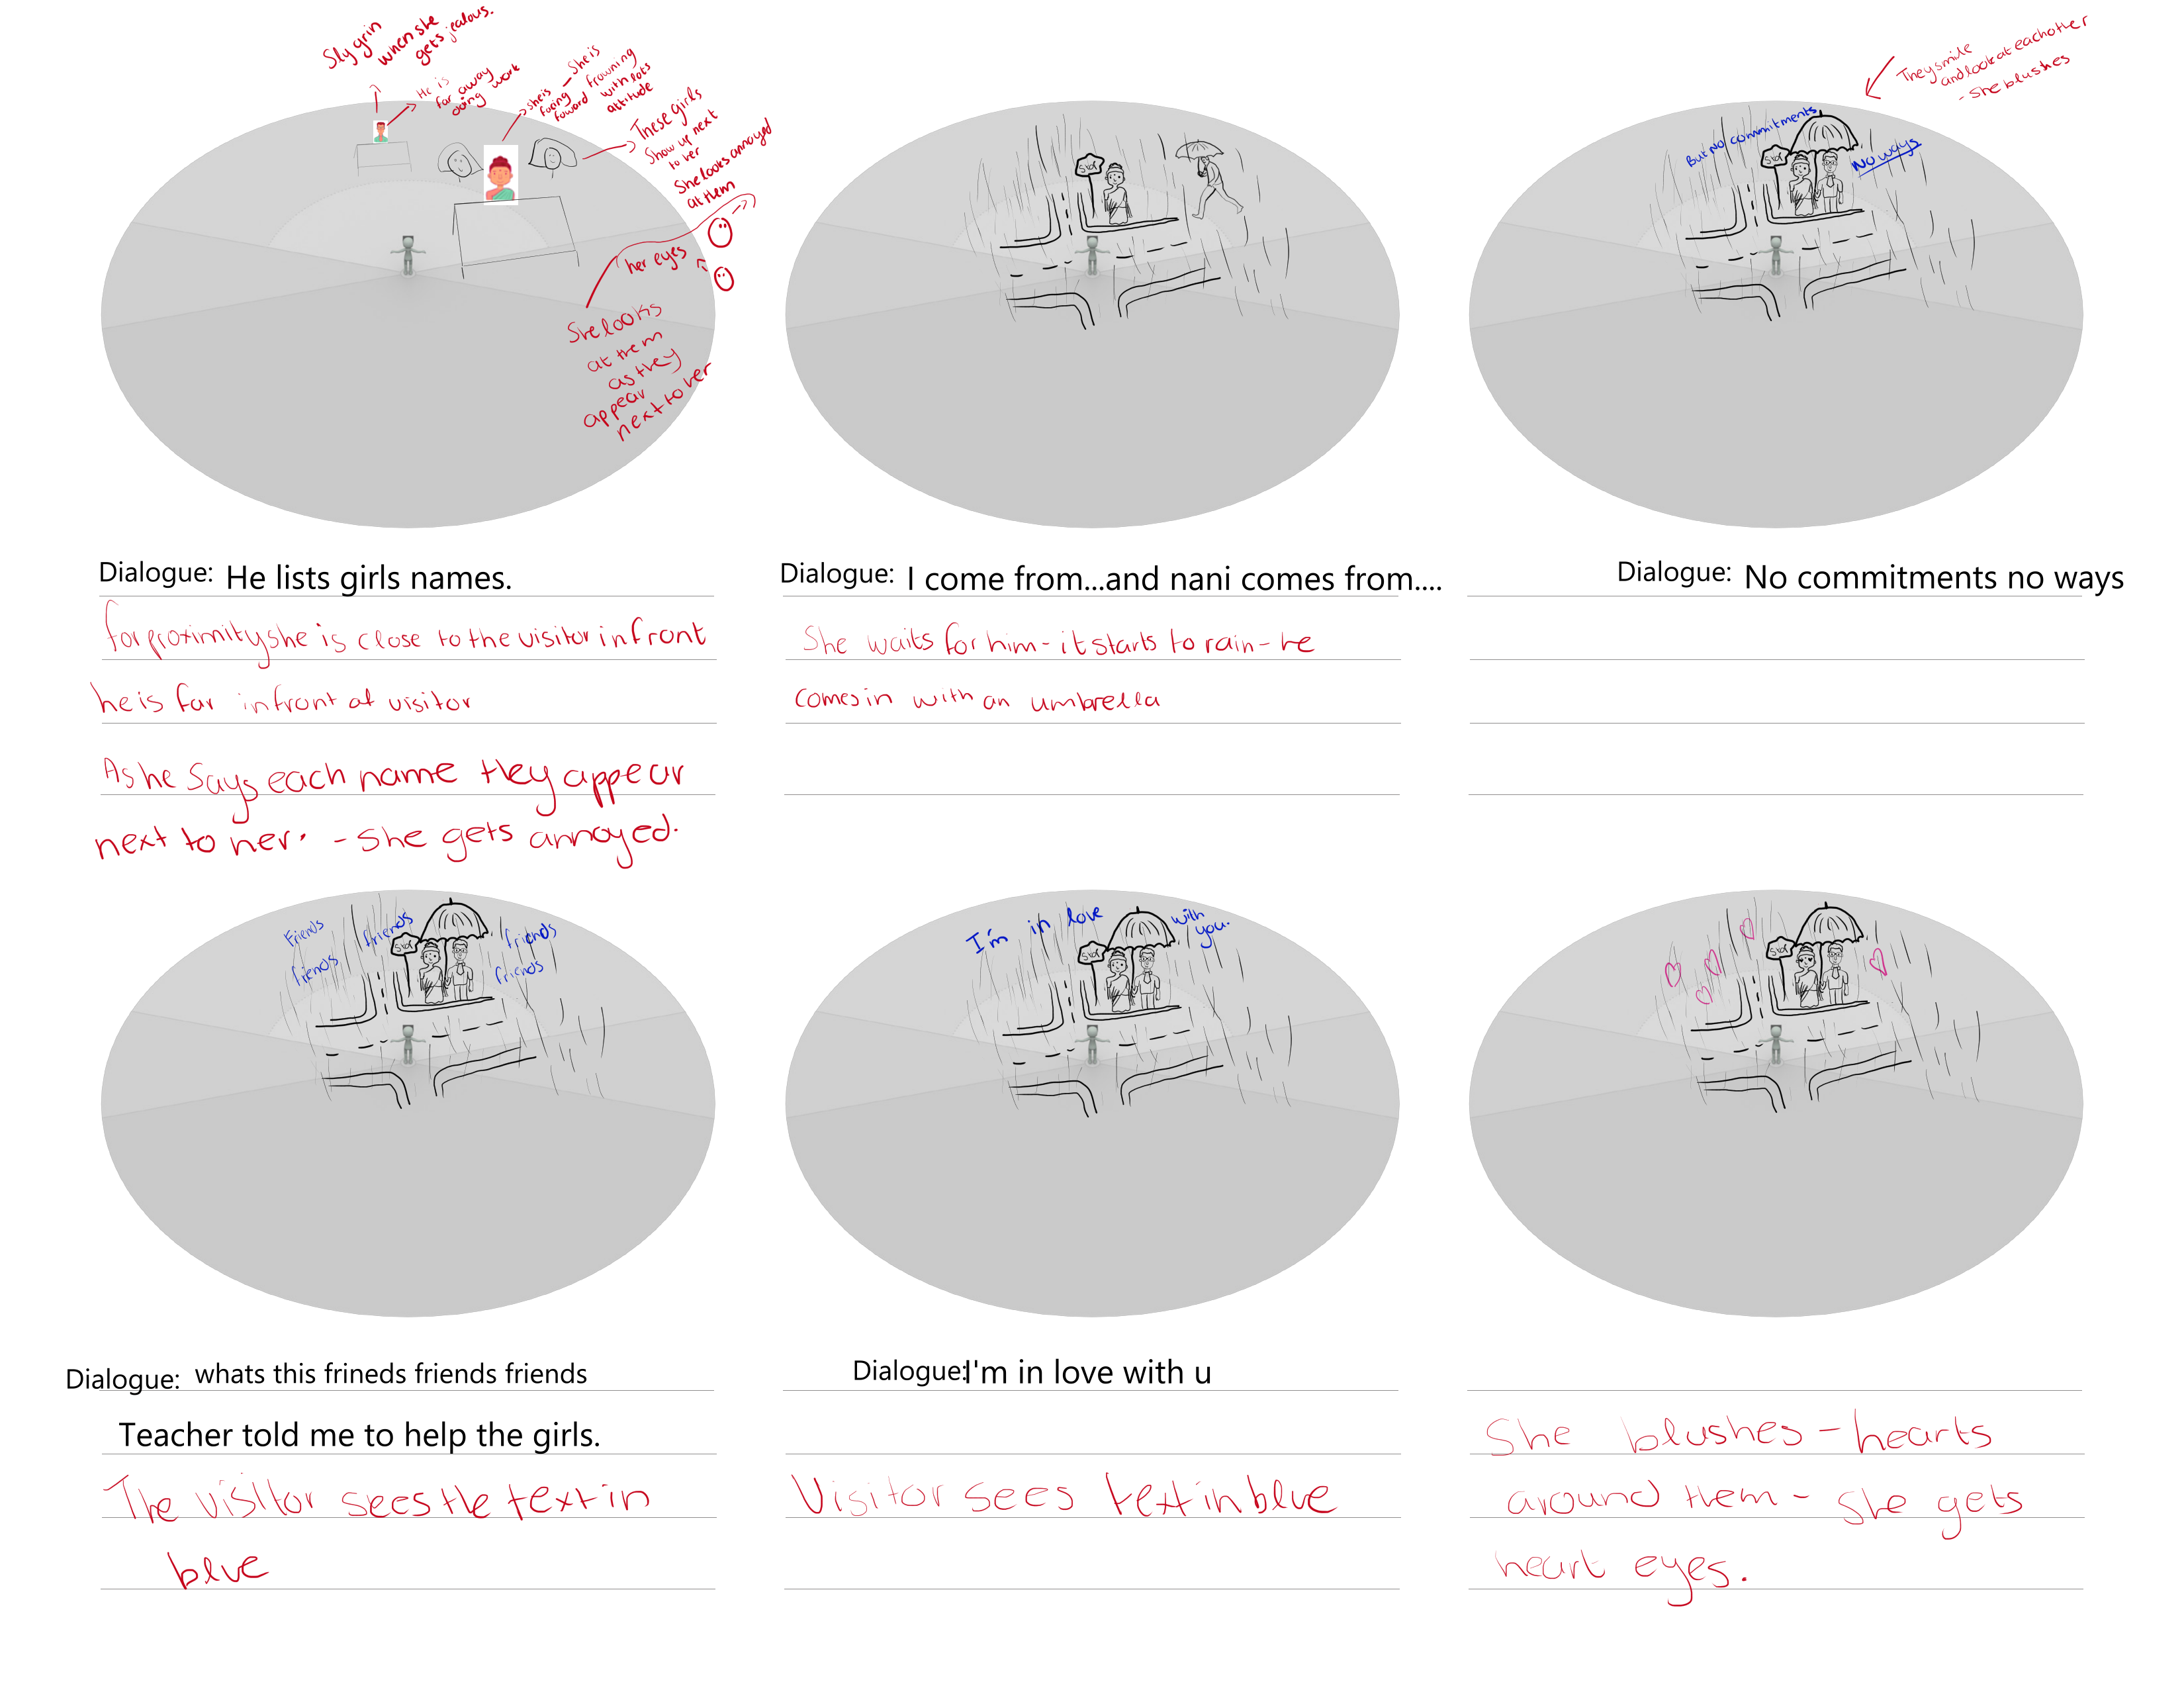 Sly grin
when she
gets jealous.
He is
far away
doing work
She is
facing
foward
- She is
frowning
with lots
attitude
These girls
Show up next
to her
She looks annoyed
at them
her eyes
She looks
at them
as they
appear
next to her
Dialogue: He lists girls names.
for proximity she is close to the visitor in front
he is far infront of visitor
As he Says each name they appear
next to her. - She gets annoyed.
Stop
Dialogue: I come from...and nani comes from....
She waits for him - it starts to rain - he
comes in with an umbrella
They smile
and look at each other
- She blushes
But No commitments
No ways
Stop
Dialogue: No commitments no ways
Friends
friends
friends
friends
friends
Stop
Dialogue: whats this frineds friends friends
Teacher told me to help the girls.
The visitor sees the text in
blue
I'm in love
with
you.
Stop
Dialogue:I'm in love with u
Visitor sees text in blue
Stop
She blushes - hearts
around them - she gets
heart eyes.